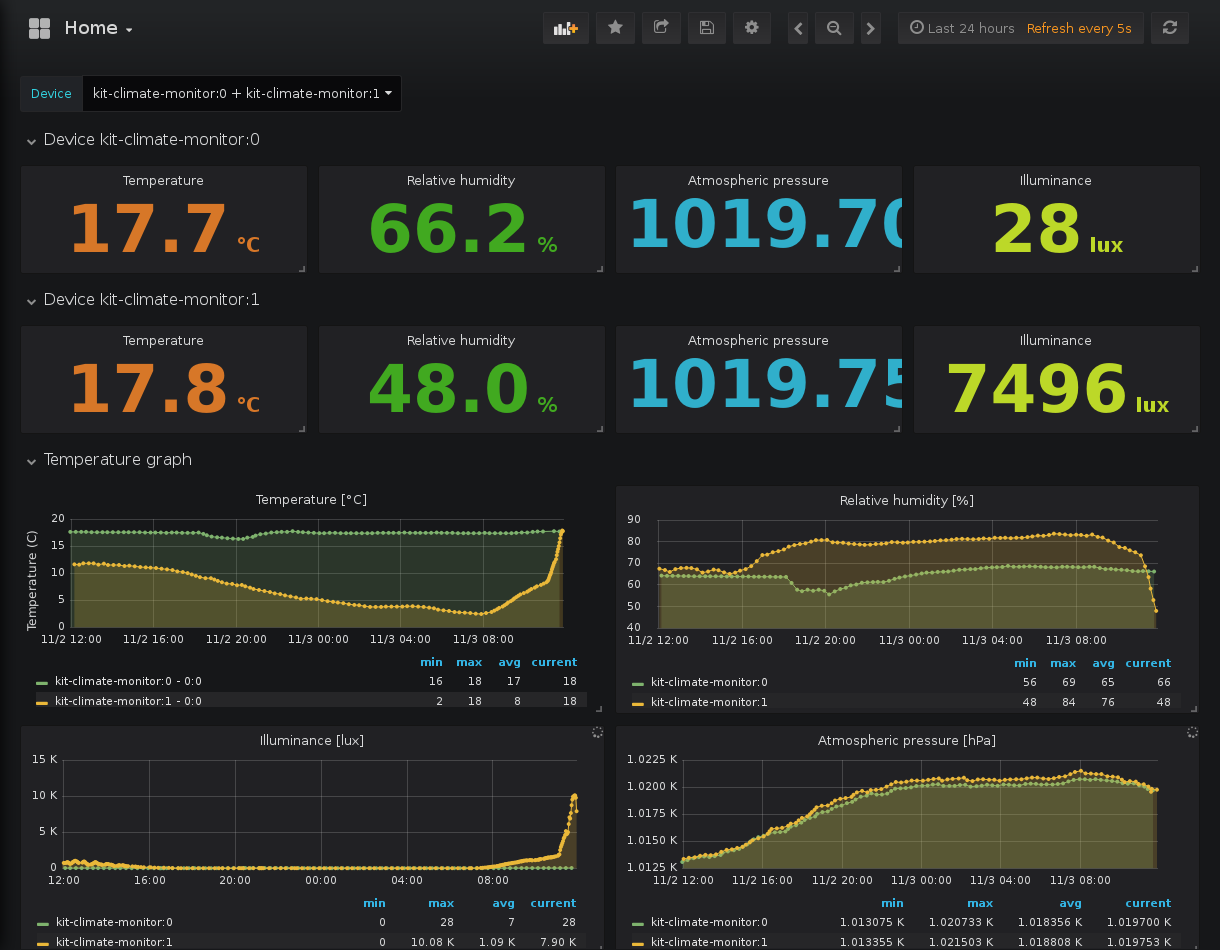 Home
Last 24 hours Refresh every 5s
Device kit-climate-monitor:0 + kit-climate-monitor:1
Device kit-climate-monitor:0
Temperature Relative humidity Atmospheric pressure Illuminance
17.7 °C 66.2 % 1019.70 28 lux
Device kit-climate-monitor:1
Temperature Relative humidity Atmospheric pressure Illuminance
17.8 °C 48.0 % 1019.75 7496 lux
Temperature graph
Temperature [°C]
Temperature (C)
20
15
10
5
0
11/2 12:00 11/2 16:00 11/2 20:00 11/3 00:00 11/3 04:00 11/3 08:00
min max avg current
kit-climate-monitor:0 - 0:0 16 18 17 18
kit-climate-monitor:1 - 0:0 2 18 8 18
Relative humidity [%]
90
80
70
60
50
40
11/2 12:00 11/2 16:00 11/2 20:00 11/3 00:00 11/3 04:00 11/3 08:00
min max avg current
kit-climate-monitor:0 56 69 65 66
kit-climate-monitor:1 48 84 76 48
Illuminance [lux]
15 K
10 K
5 K
0
12:00 16:00 20:00 00:00 04:00 08:00
min max avg current
kit-climate-monitor:0 0 28 7 28
kit-climate-monitor:1 0 10.08 K 1.09 K 7.90 K
Atmospheric pressure [hPa]
1.0225 K
1.0200 K
1.0175 K
1.0150 K
1.0125 K
11/2 12:00 11/2 16:00 11/2 20:00 11/3 00:00 11/3 04:00 11/3 08:00
min max avg current
kit-climate-monitor:0 1.013075 K 1.020733 K 1.018356 K 1.019700 K
kit-climate-monitor:1 1.013355 K 1.021503 K 1.018808 K 1.019753 K